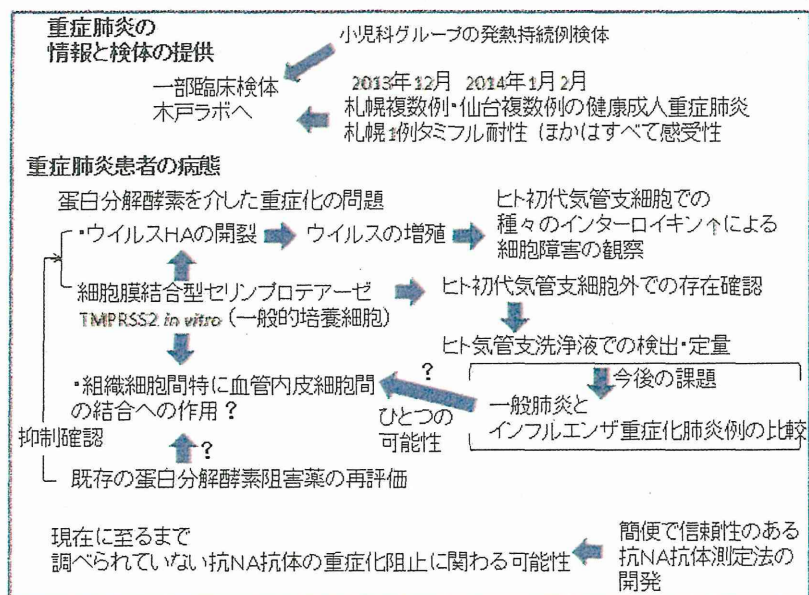 重症肺炎の
情報と検体の提供
小児科グループの発熱持続例検体
一部臨床検体
木戸ラボへ
2013年12月 2014年1月2月
札幌複数例・仙台複数例の健康成人重症肺炎
札幌1例タミフル耐性 ほかはすべて感受性
重症肺炎患者の病態
蛋白分解酵素を介した重症化の問題
・ウイルスHAの開裂
ウイルスの増殖
ヒト初代気管支細胞での
種々のインターロイキン↑による
細胞障害の観察
細胞膜結合型セリンプロテアーゼ
TMPRSS2 in vitro (一般的培養細胞)
ヒト初代気管支細胞外での存在確認
ヒト気管支洗浄液での検出・定量
?
今後の課題
・組織細胞間特に血管内皮細胞間
の結合への作用?
ひとつの
可能性
一般肺炎と
インフルエンザ重症化肺炎例の比較
抑制確認
?
既存の蛋白分解酵素阻害薬の再評価
現在に至るまで
調べられていない抗NA抗体の重症化阻止に関わる可能性
簡便で信頼性のある
抗NA抗体測定法の
開発